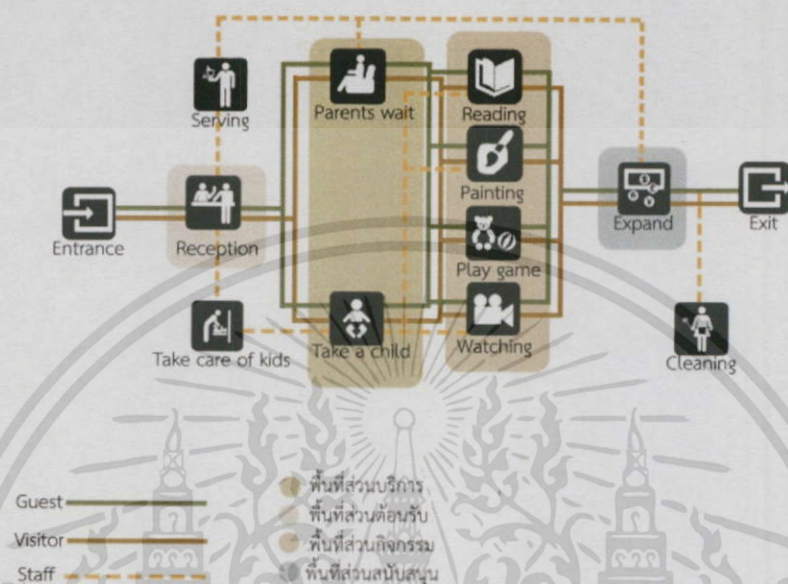 Serving
Parents wait
Reading
Painting
Entrance
Reception
Expand
Exit
Play game
Take care of kids
Take a child
Watching
Cleaning
Guest
Visitor
Staff
พื้นที่ส่วนบริการ
พื้นที่ส่วนต้อนรับ
พื้นที่ส่วนกิจกรรม
พื้นที่ส่วนสนับสนุน